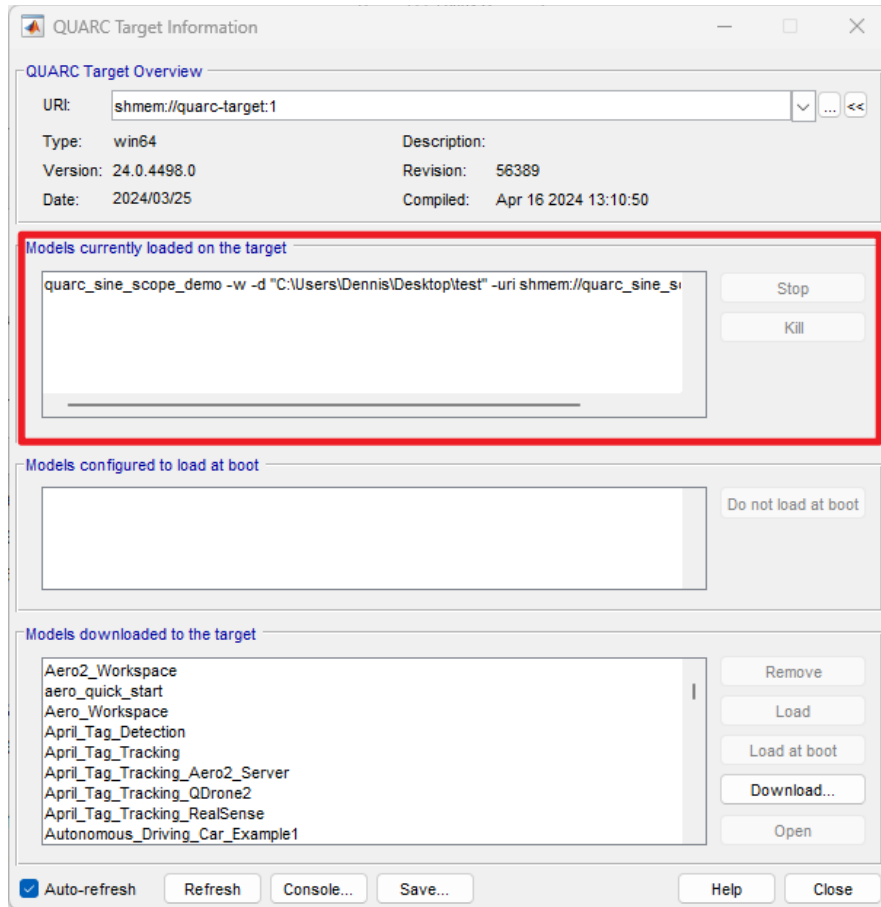 QUARC Target Information
QUARC Target Overview
URI: shmem://quarc-target:1 ... <<
Type: win64 Description:
Version: 24.0.4498.0 Revision: 56389
Date: 2024/03/25 Compiled: Apr 16 2024 13:10:50
Models currently loaded on the target
quarc_sine_scope_demo -w -d "C:\Users\Dennis\Desktop\test" -uri shmem://quarc_sine_s
Stop
Kill
Models configured to load at boot
Do not load at boot
Models downloaded to the target
Aero2_Workspace
aero_quick_start
Aero_Workspace
April_Tag_Detection
April_Tag_Tracking
April_Tag_Tracking_Aero2_Server
April_Tag_Tracking_QDrone2
April_Tag_Tracking_RealSense
Autonomous_Driving_Car_Example1
Remove
Load
Load at boot
Download...
Open
Auto-refresh Refresh Console... Save... Help Close